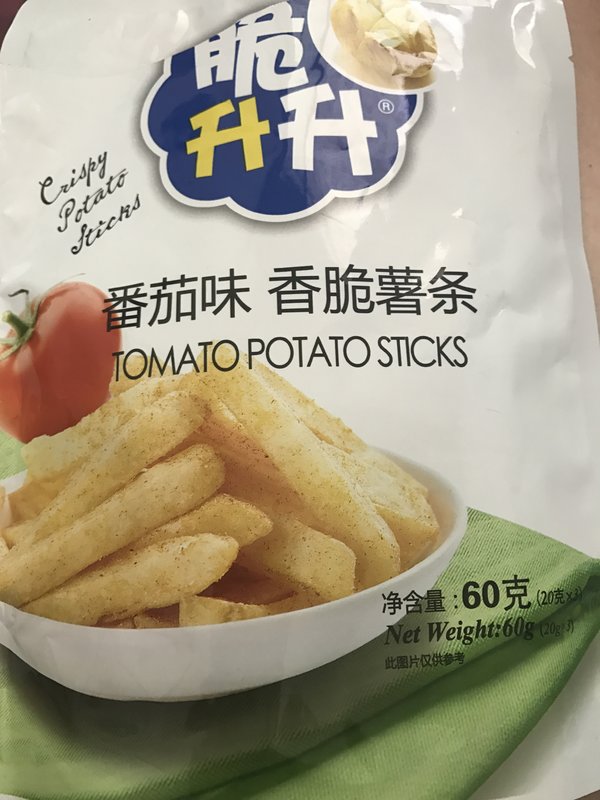 脆
升升®
Crispy
Potato
Sticks
番茄味 香脆薯条
TOMATO POTATO STICKS
净含量:60克(20克×3)
Net Weight:60g(20g×3)
此图片仅供参考